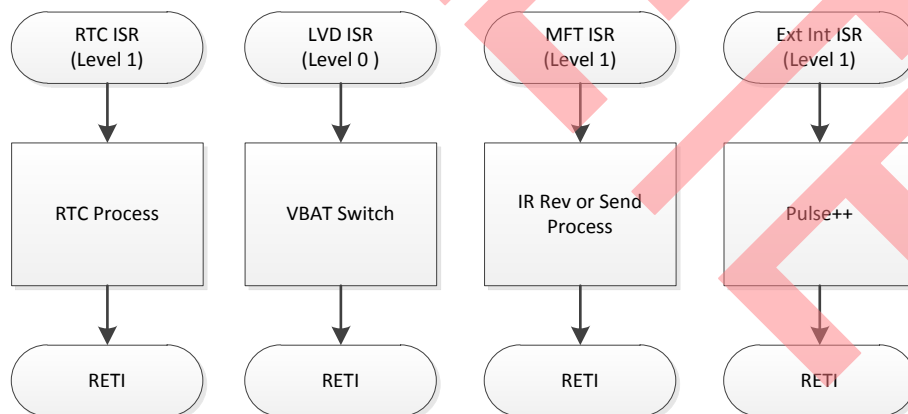 RTC ISR
(Level 1)
LVD ISR
(Level 0 )
MFT ISR
(Level 1)
Ext Int ISR
(Level 1)
RTC Process
VBAT Switch
IR Rev or Send
Process
Pulse++
RETI
RETI
RETI
RETI